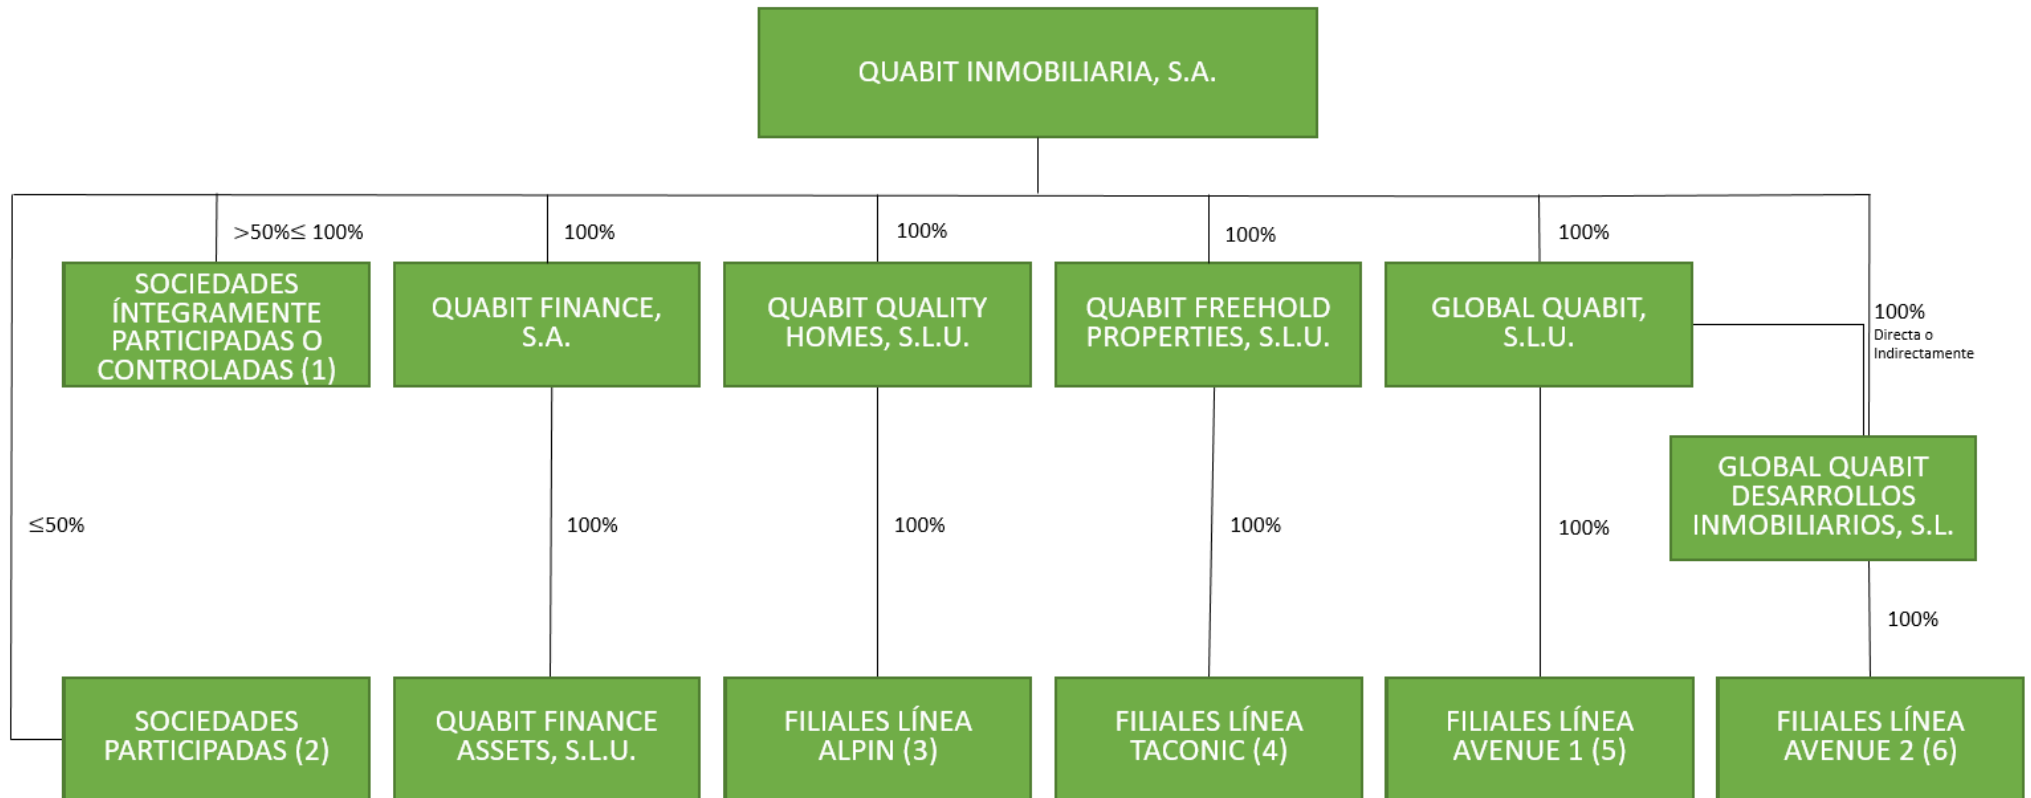 QUABIT INMOBILIARIA, S.A.
>50%≤ 100%
100%
100%
100%
100%
SOCIEDADES
ÍNTEGRAMENTE
PARTICIPADAS O
CONTROLADAS (1)
QUABIT FINANCE,
S.A.
QUABIT QUALITY
HOMES, S.L.U.
QUABIT FREEHOLD
PROPERTIES, S.L.U.
GLOBAL QUABIT,
S.L.U.
100%
Directa o
Indirectamente
GLOBAL QUABIT
DESARROLLOS
INMOBILIARIOS, S.L.
≤50%
100%
100%
100%
100%
100%
SOCIEDADES
PARTICIPADAS (2)
QUABIT FINANCE
ASSETS, S.L.U.
FILIALES LÍNEA
ALPIN (3)
FILIALES LÍNEA
TACONIC (4)
FILIALES LÍNEA
AVENUE 1 (5)
FILIALES LÍNEA
AVENUE 2 (6)